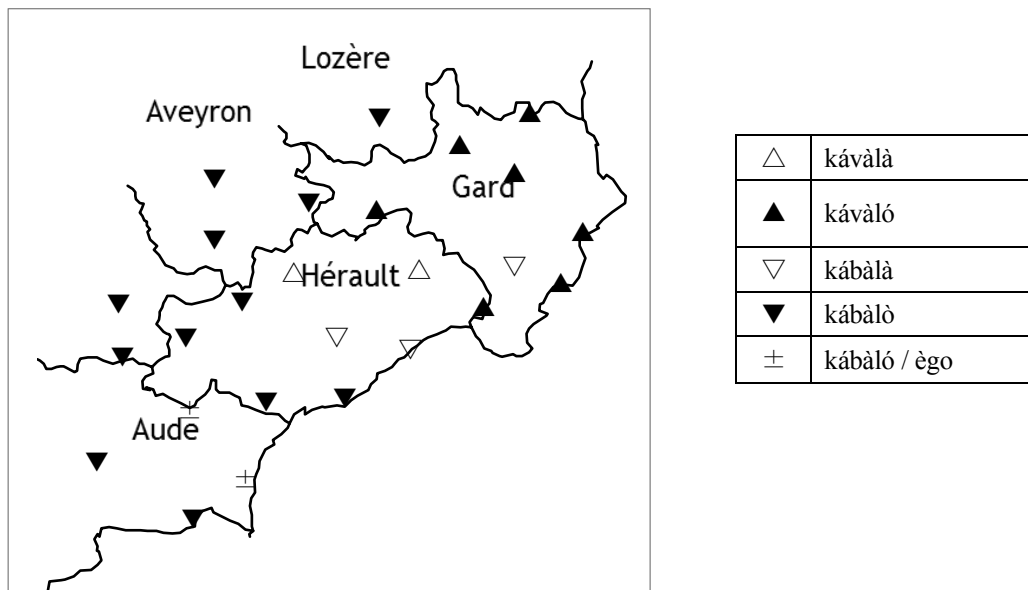 Lozère
Aveyron
Gard
Hérault
Aude
△ kávàlà
▲ kávàló
▽ kábàlà
▼ kábàlò
± kábàló / ègo